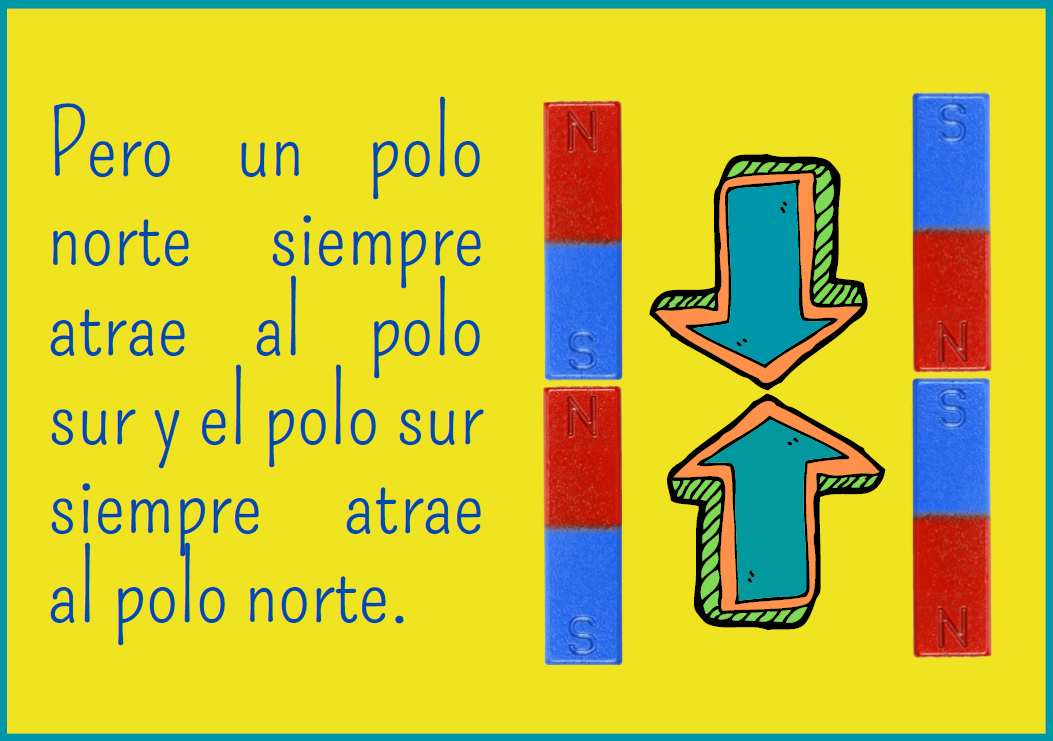 Pero un polo
norte siempre
atrae al polo
sur y el polo sur
siempre atrae
al polo norte.
N
S
N
S
S
N
S
N